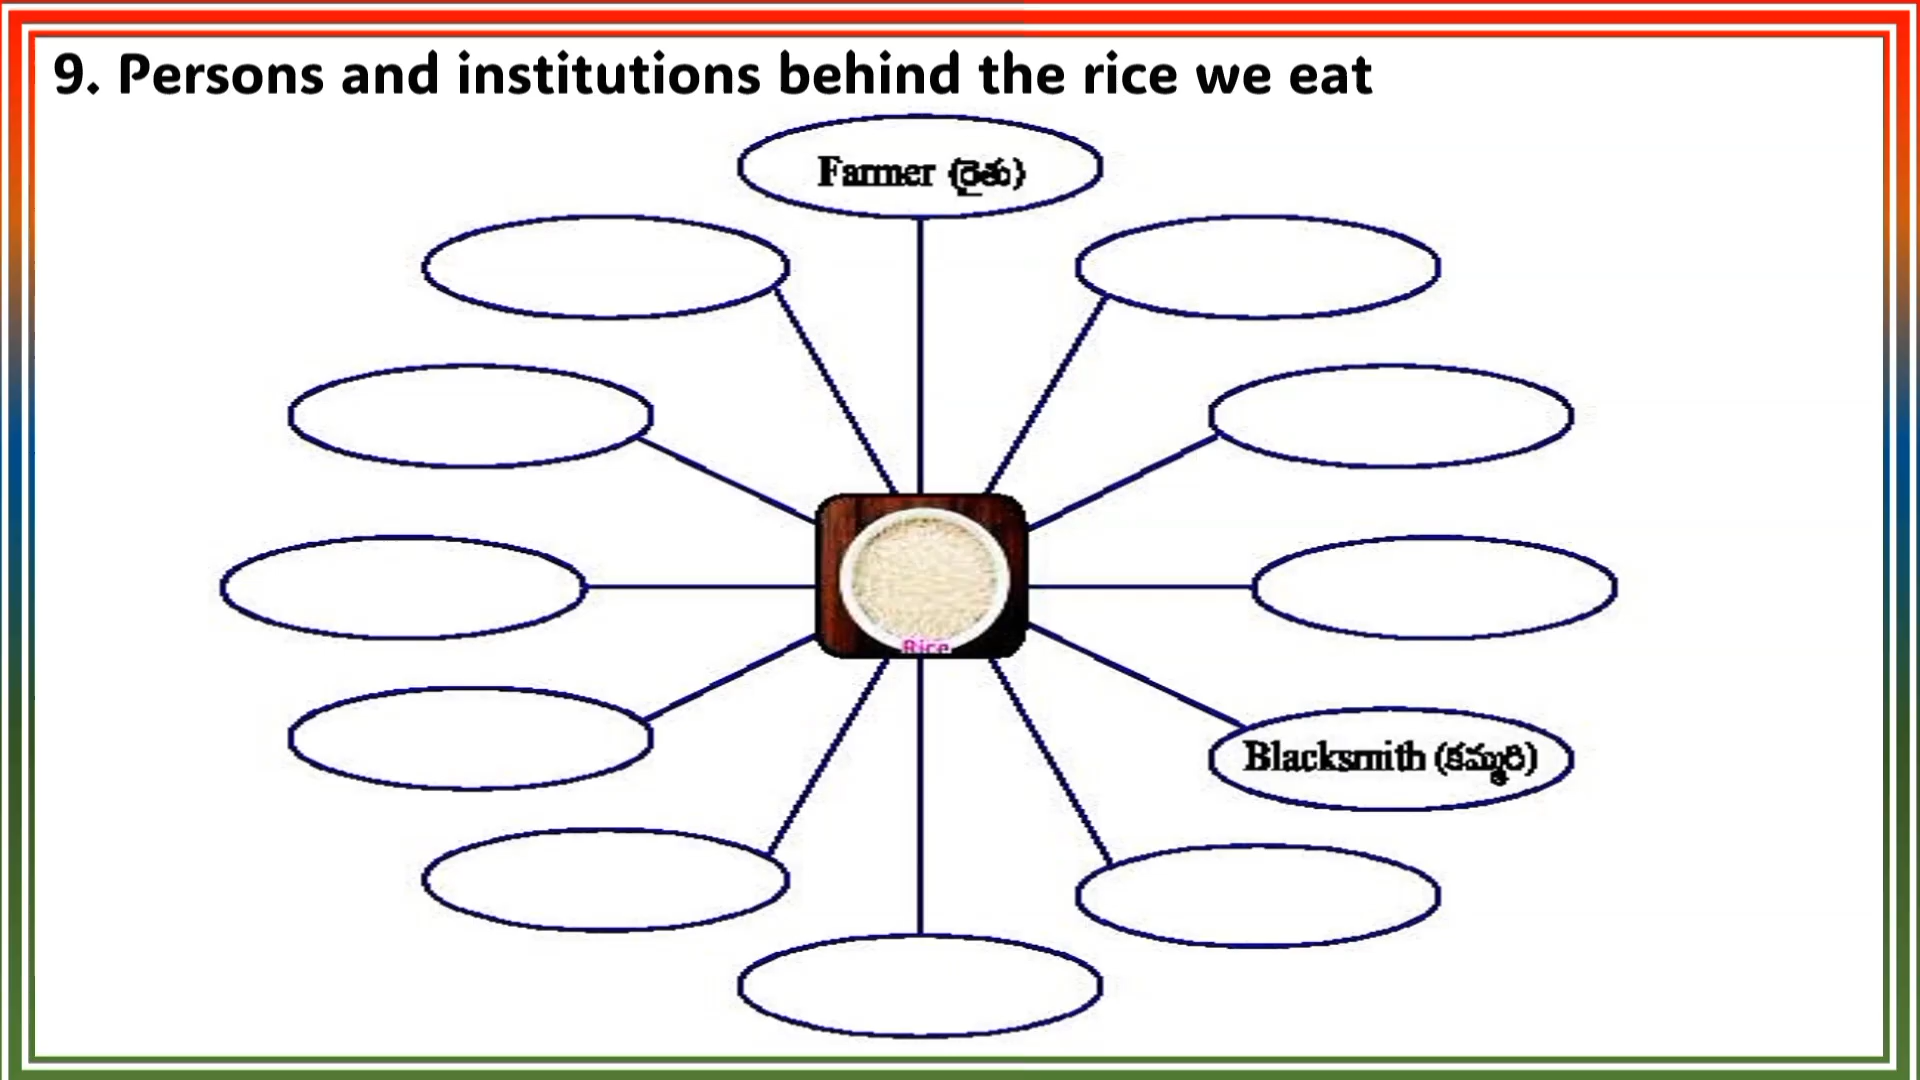 9. Persons and institutions behind the rice we eat
Farmer (రైతు)
Rice
Blacksmith (కమ్మరి)